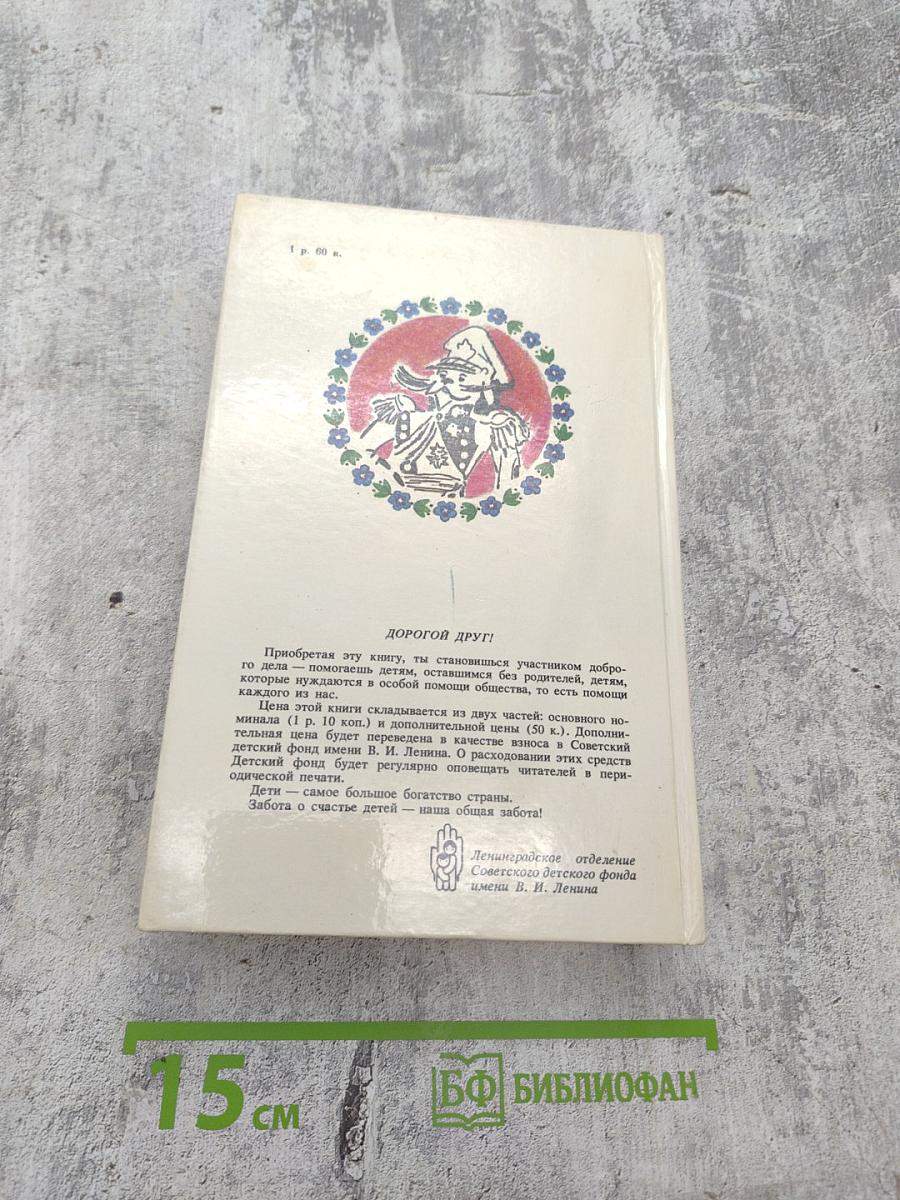 1 р. 60 к.
ДОРОГОЙ ДРУГ!
Приобретая эту книгу, ты становишься участником добро-
го дела — помогаешь детям, оставшимся без родителей, детям,
которые нуждаются в особой помощи общества, то есть помощи
каждого из нас.
Цена этой книги складывается из двух частей: основного но-
минала (1 р. 10 коп.) и дополнительной цены (50 к.). Дополни-
тельная цена будет переведена в качестве взноса в Советский
детский фонд имени В. И. Ленина. О расходовании этих средств
Детский фонд будет регулярно оповещать читателей в пери-
одической печати.
Дети — самое большое богатство страны.
Забота о счастье детей — наша общая забота!
Ленинградское отделение
Советского детского фонда
имени В. И. Ленина
15 см
БФ БИБЛИОФАН